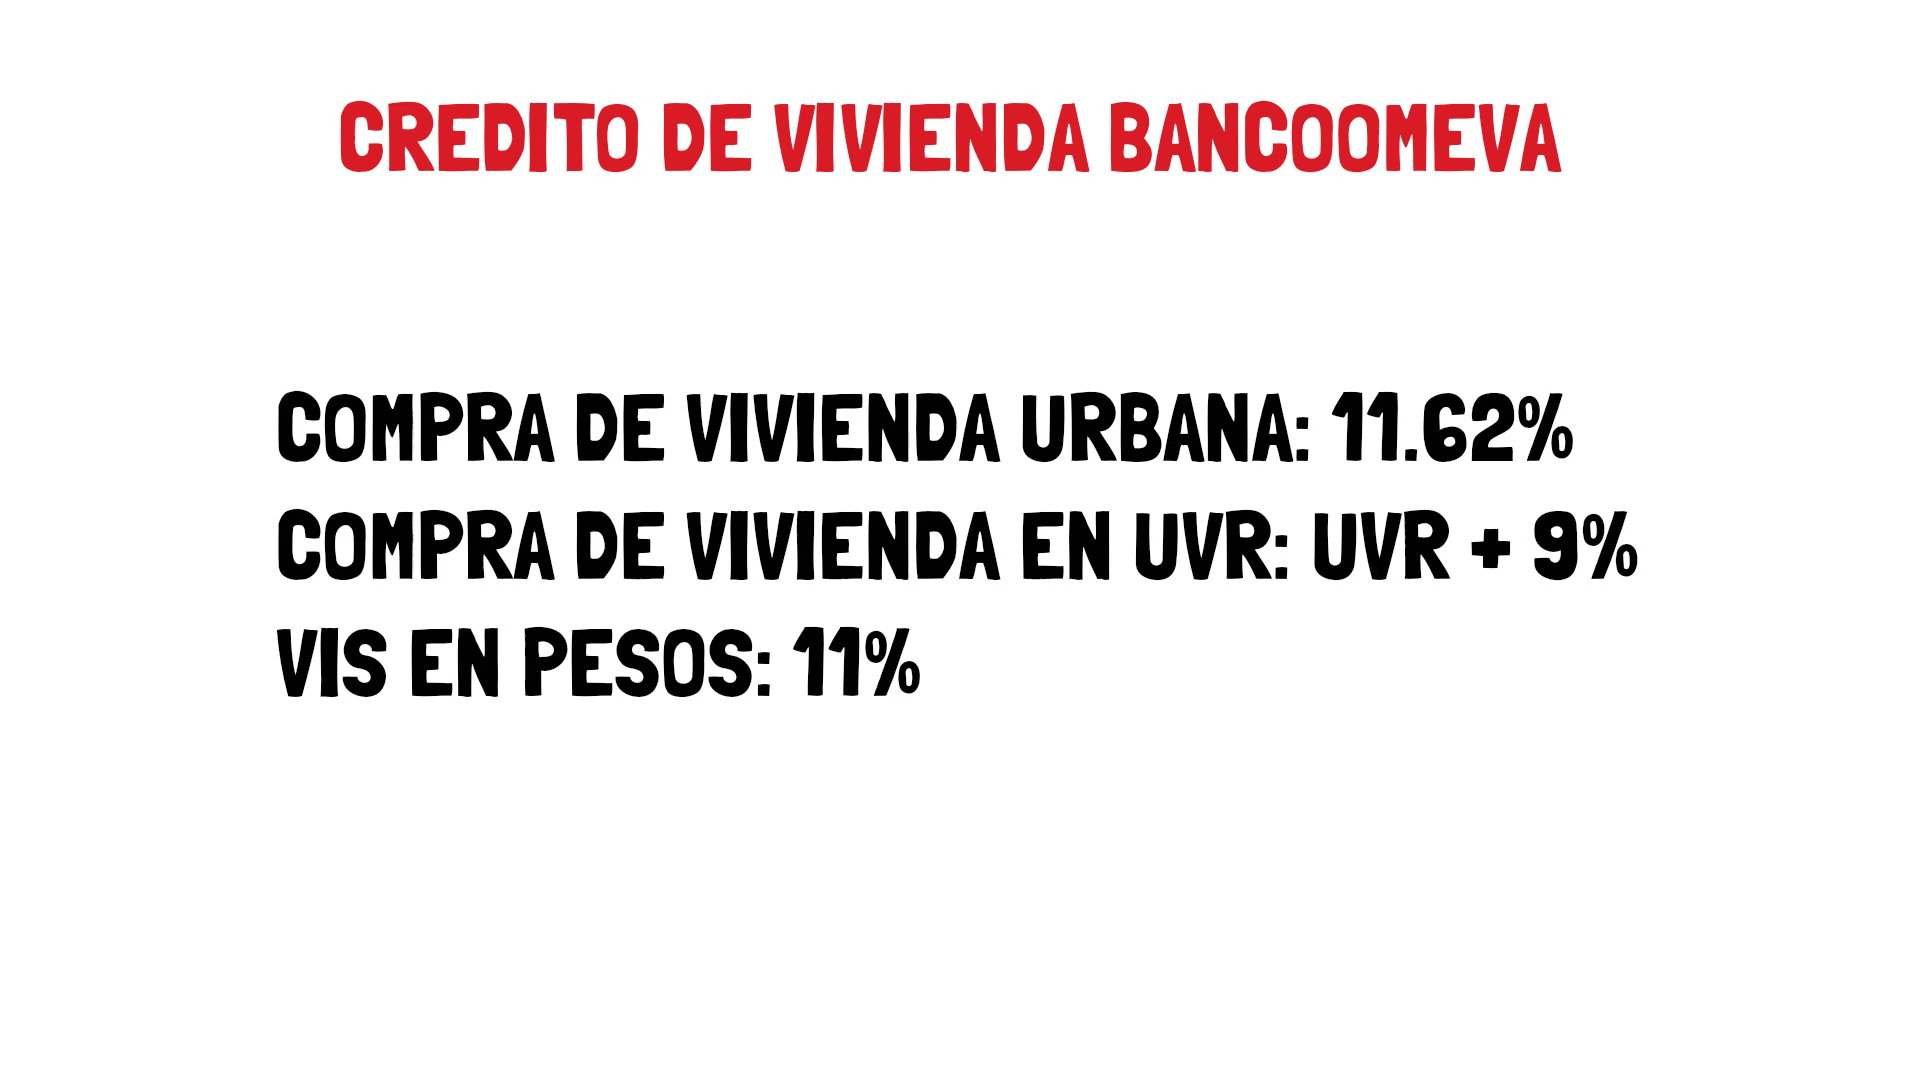 CREDITO DE VIVIENDA BANCOOMEVA
COMPRA DE VIVIENDA URBANA: 11.62%
COMPRA DE VIVIENDA EN UVR: UVR + 9%
VIS EN PESOS: 11%